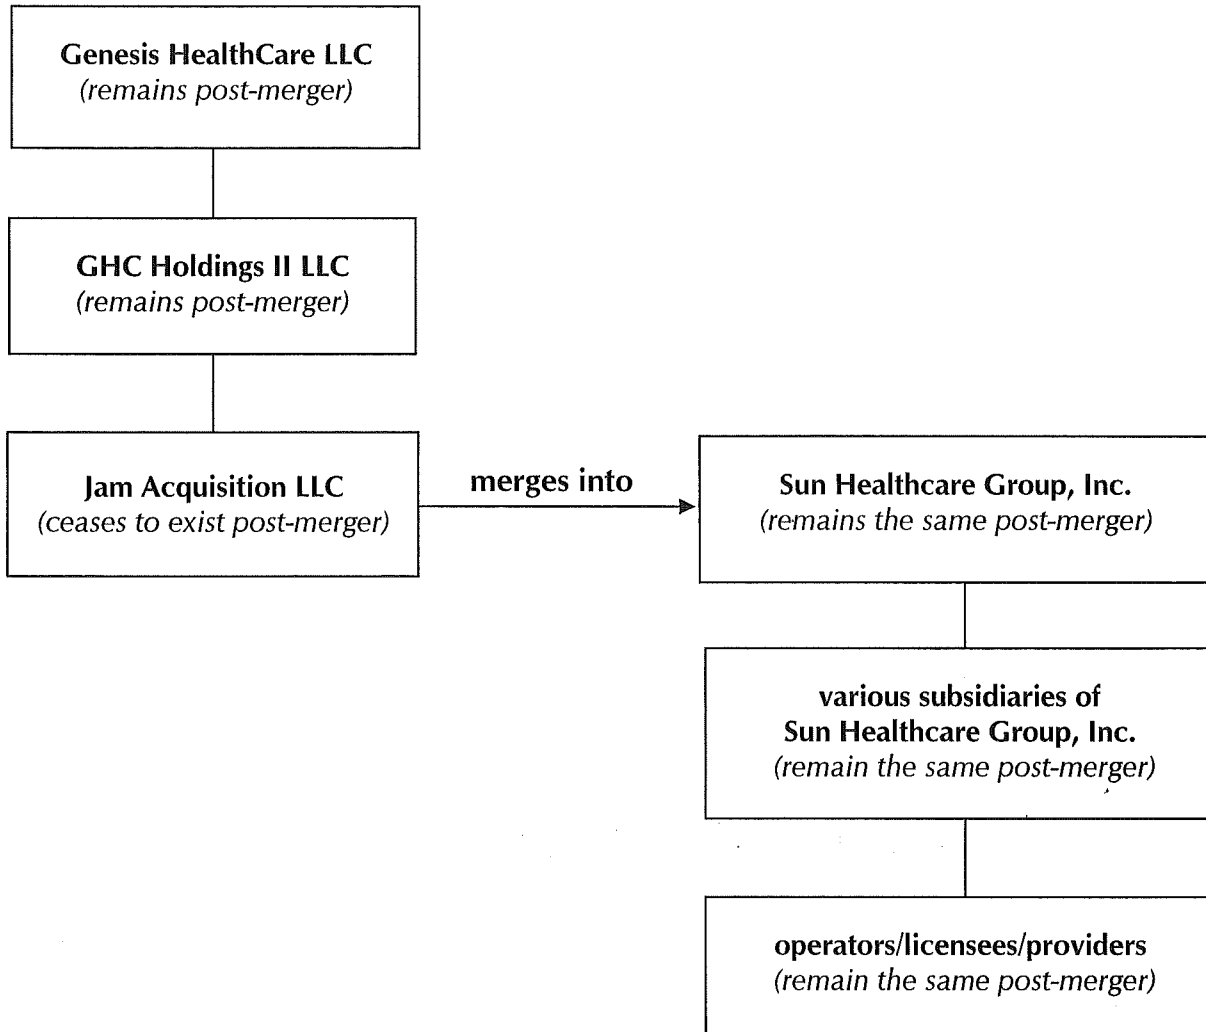 Genesis HealthCare LLC
(remains post-merger)
GHC Holdings II LLC
(remains post-merger)
Jam Acquisition LLC
(ceases to exist post-merger)
merges into
Sun Healthcare Group, Inc.
(remains the same post-merger)
various subsidiaries of
Sun Healthcare Group, Inc.
(remain the same post-merger)
operators/licensees/providers
(remain the same post-merger)